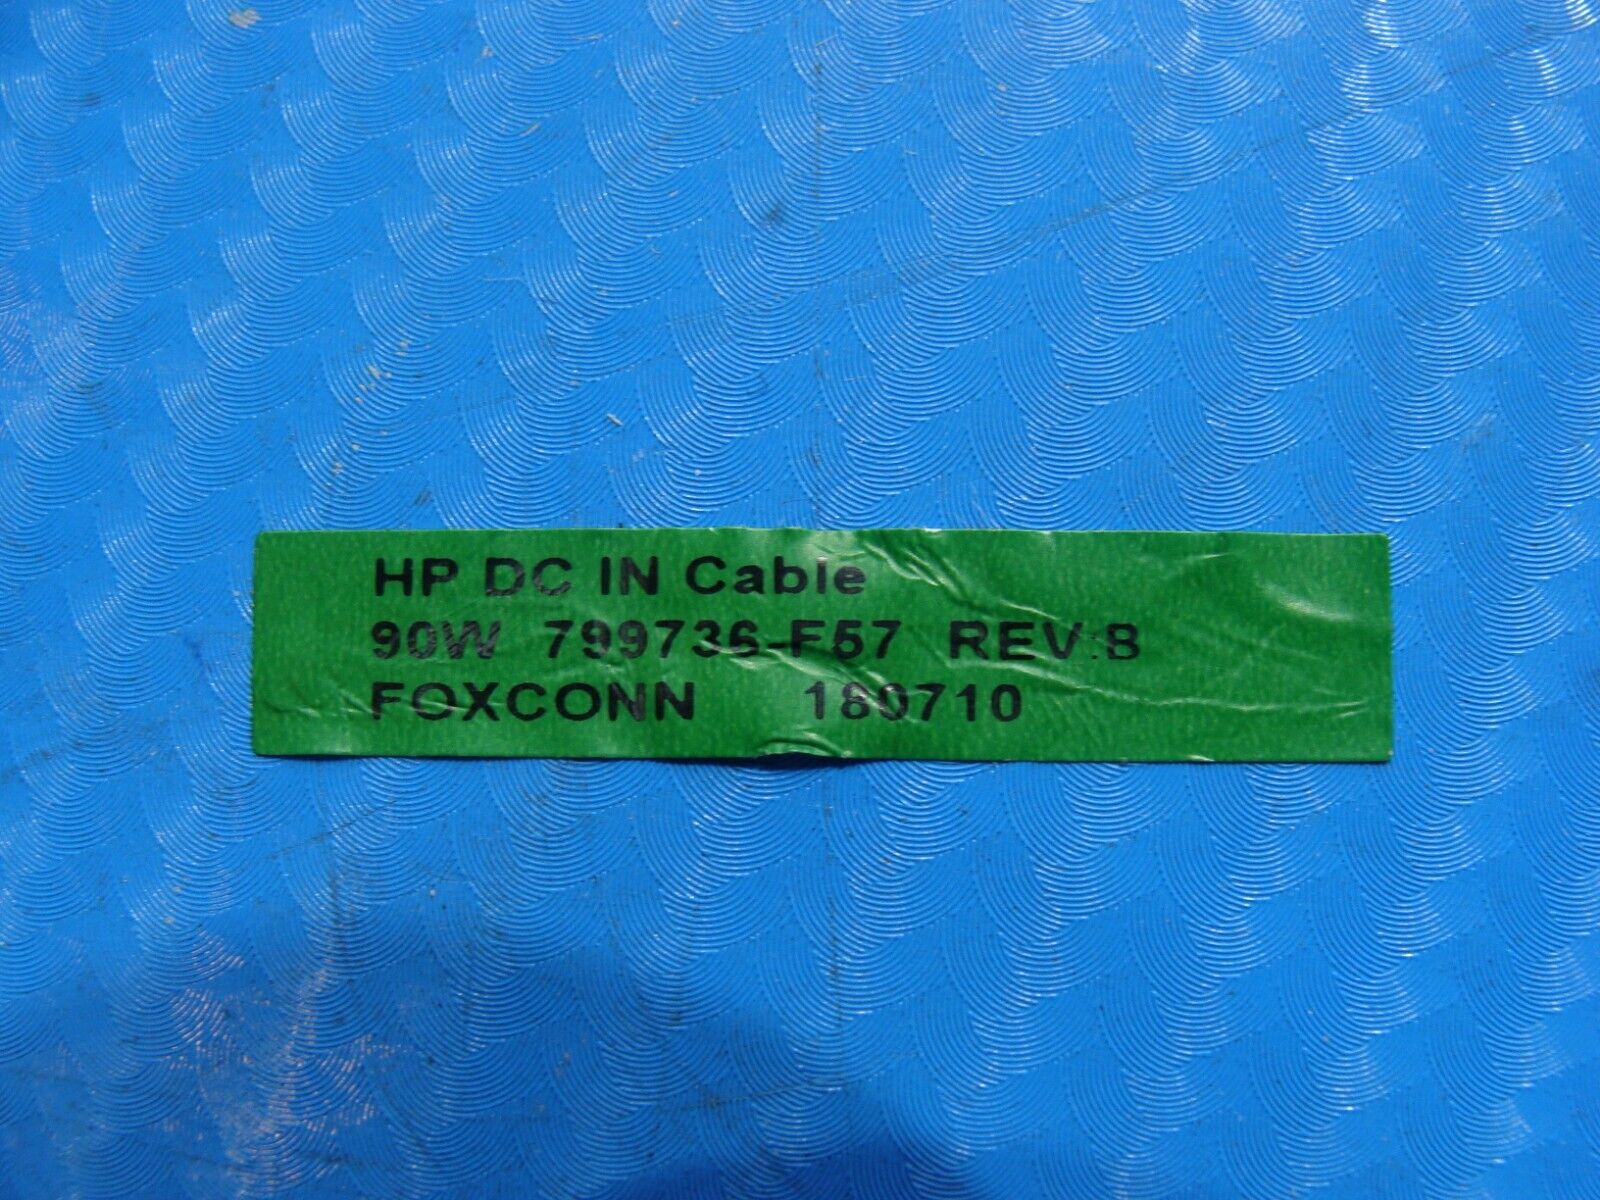 HP DC IN Cable
90W 799736-F57 REV:B
FOXCONN 180710